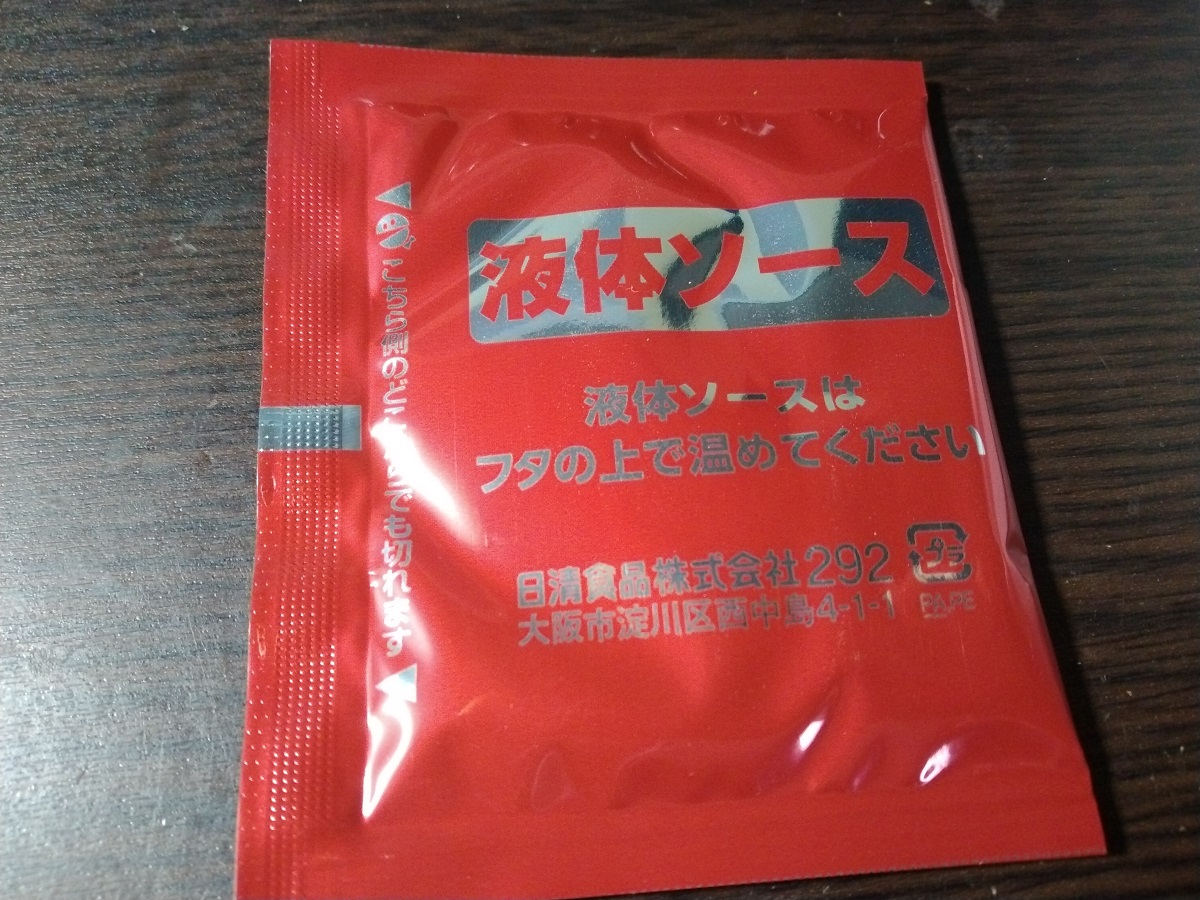 液体ソース
液体ソースは
フタの上で温めてください
日清食品株式会社292
大阪市淀川区西中島4-1-1
プラ
PA,PE
こちら側のどこからでも切れます